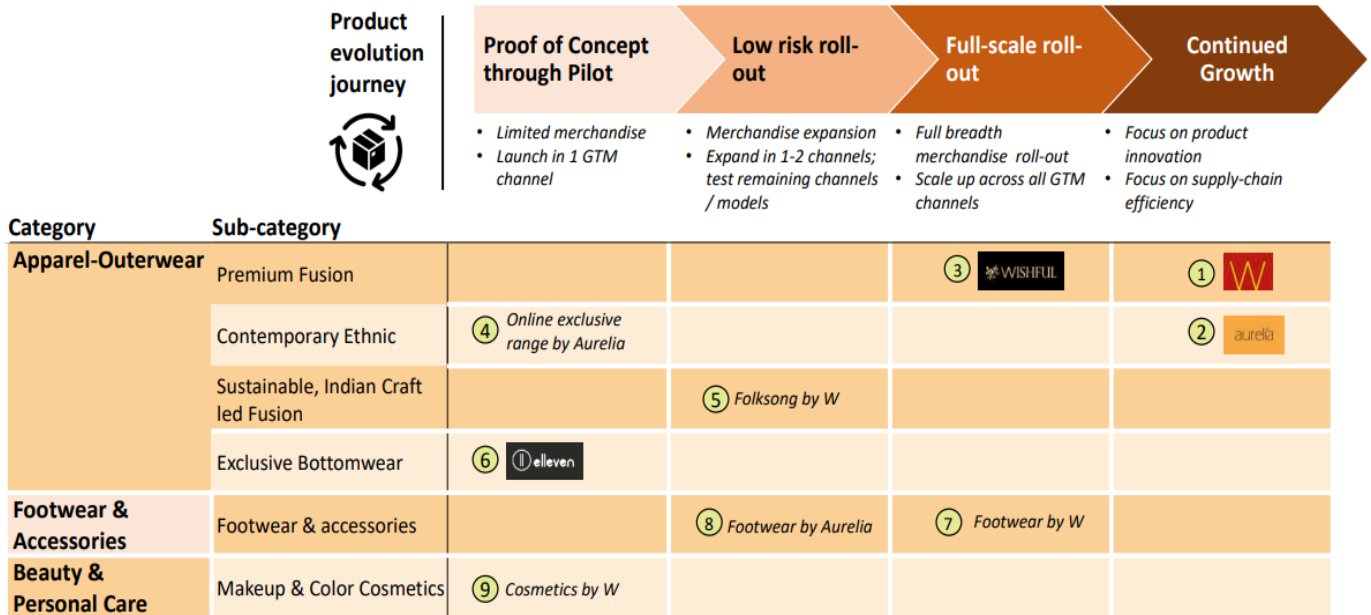 Product
evolution
journey
Proof of Concept
through Pilot
Low risk roll-
out
Full-scale roll-
out
Continued
Growth
• Limited merchandise
• Launch in 1 GTM
channel
• Merchandise expansion
• Expand in 1-2 channels;
test remaining channels
/ models
• Full breadth
merchandise roll-out
• Scale up across all GTM
channels
• Focus on product
innovation
• Focus on supply-chain
efficiency
Category
Sub-category
Apparel-Outerwear
Premium Fusion
3 WISHFUL
1 W
Contemporary Ethnic
4 Online exclusive
range by Aurelia
2 aurelia
Sustainable, Indian Craft
led Fusion
5 Folksong by W
Exclusive Bottomwear
6 elleven
Footwear &
Accessories
Footwear & accessories
8 Footwear by Aurelia
7 Footwear by W
Beauty &
Personal Care
Makeup & Color Cosmetics
9 Cosmetics by W